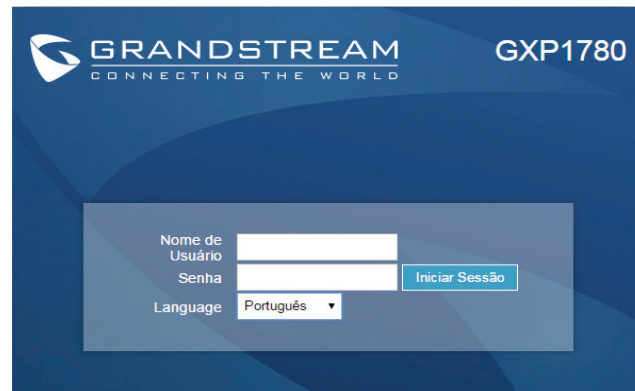 GRANDSTREAM
CONNECTING THE WORLD
GXP1780
Nome de
Usuário
Senha
Iniciar Sessão
Language
Português